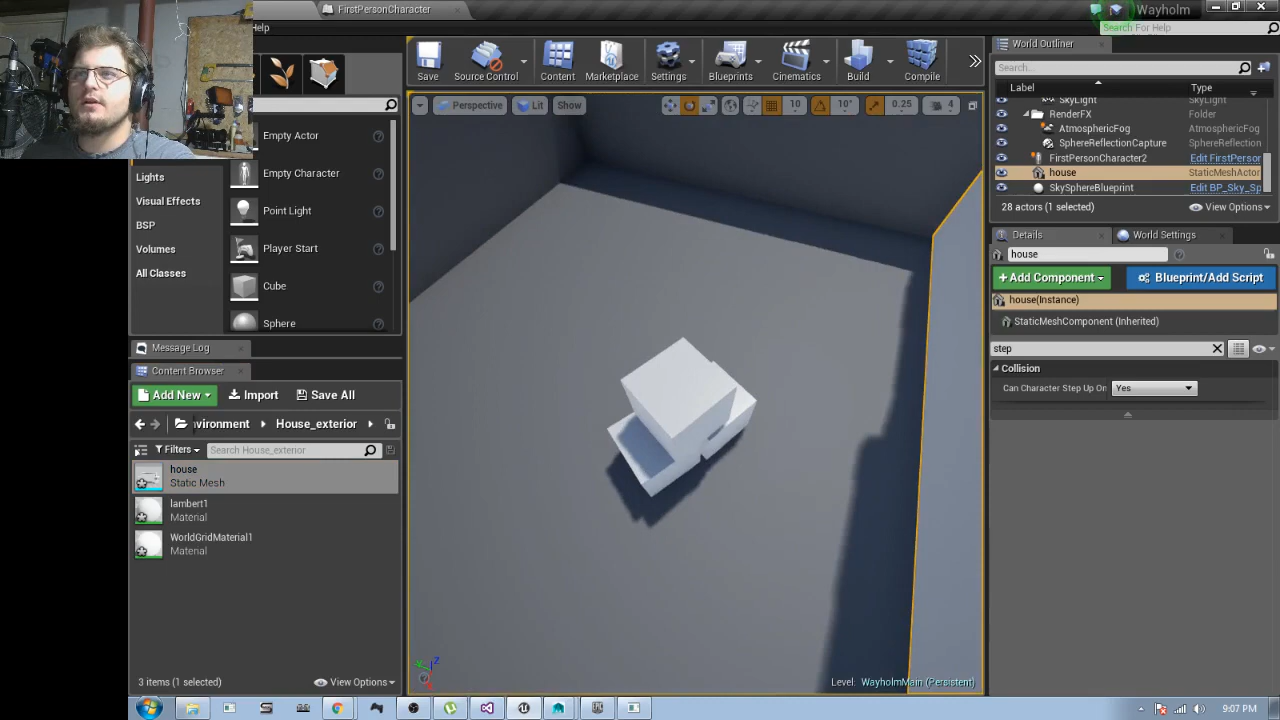 FirstPersonCharacter
Wayholm
Help
Search For Help
Save
Source Control
Content
Marketplace
Settings
Blueprints
Cinematics
Build
Compile
World Outliner
Search...
Label
Type
SkyLight
SkyLight
RenderFX
Folder
AtmosphericFog
AtmosphericFog
SphereReflectionCapture
SphereReflection
FirstPersonCharacter2
Edit FirstPerson
house
StaticMeshActor
SkySphereBlueprint
Edit BP_Sky_Sp
28 actors (1 selected)
View Options
Perspective
Lit
Show
10
10°
0.25
4
Empty Actor
Lights
Empty Character
Visual Effects
Point Light
BSP
Volumes
Player Start
All Classes
Cube
Sphere
Details
World Settings
house
+Add Component
Blueprint/Add Script
house(Instance)
StaticMeshComponent (Inherited)
step
Collision
Can Character Step Up On
Yes
Message Log
Content Browser
Add New
Import
Save All
vironment
House_exterior
Filters
Search House_exterior
house
Static Mesh
lambert1
Material
WorldGridMaterial1
Material
3 items (1 selected)
View Options
Z
Level: WayholmMain (Persistent)
9:07 PM